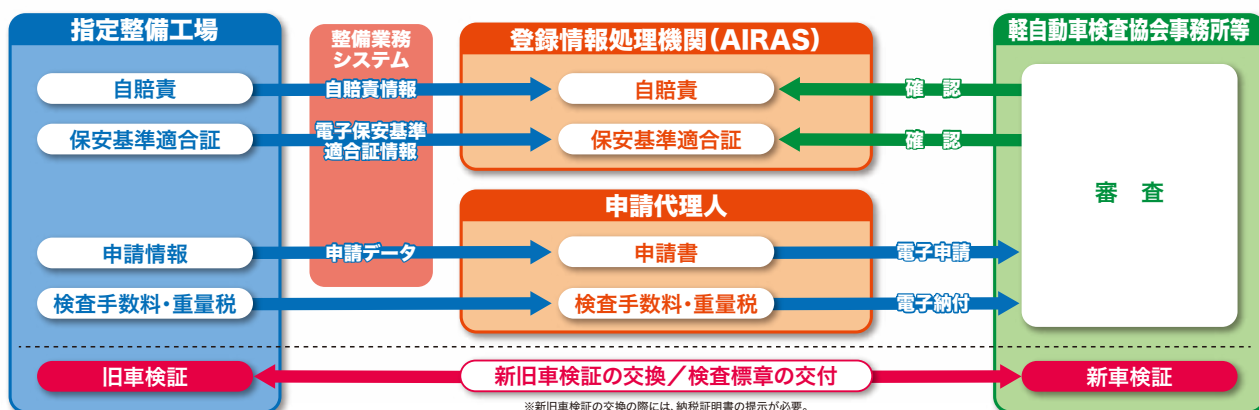 指定整備工場
整備業務
システム
登録情報処理機関(AIRAS)
軽自動車検査協会事務所等
自賠責
自賠責情報
自賠責
確 認
保安基準適合証
電子保安基準
適合証情報
保安基準適合証
確 認
審 査
申請代理人
申請情報
申請データ
申請書
電子申請
検査手数料・重量税
検査手数料・重量税
電子納付
旧車検証
新旧車検証の交換/検査標章の交付
新車検証
※新旧車検証の交換の際には、納税証明書の提示が必要。